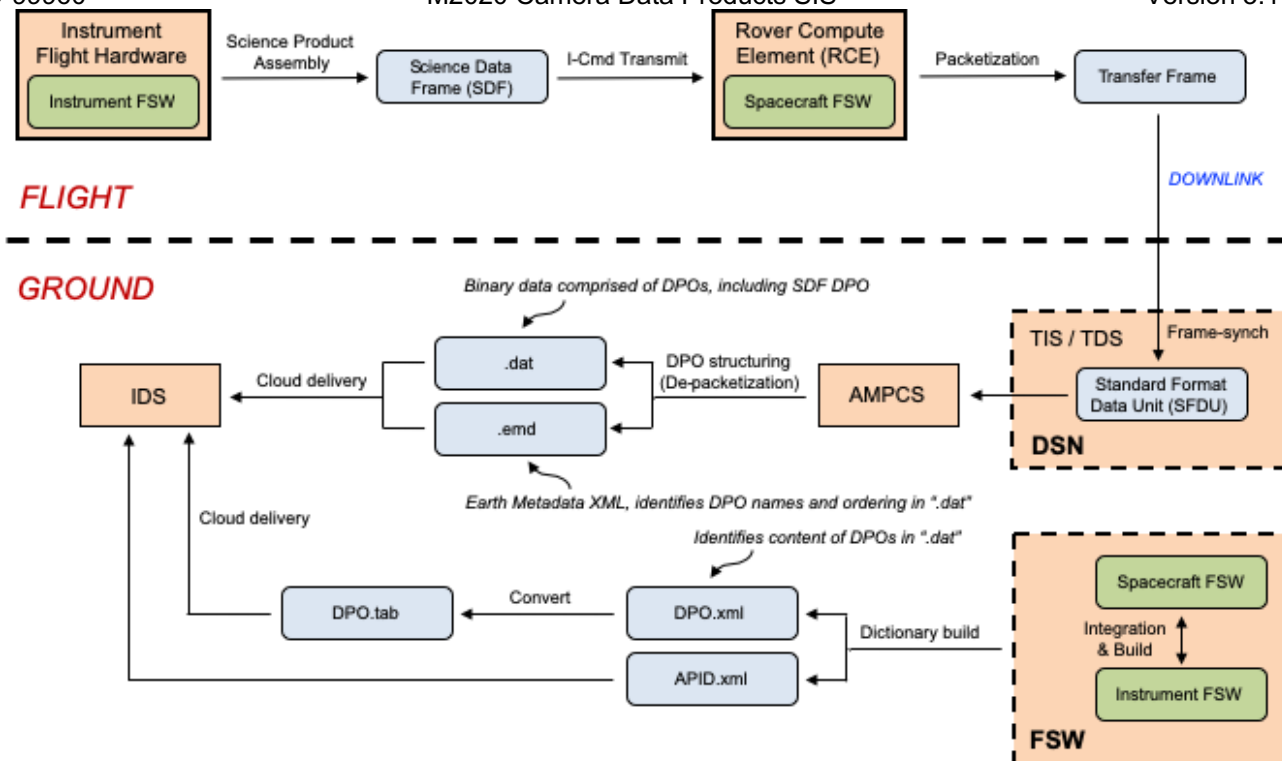 M2020 Camera Data Products SIS
Instrument
Flight Hardware
Instrument FSW
Science Product
Assembly
Science Data
Frame (SDF)
I-Cmd Transmit
Rover Compute
Element (RCE)
Spacecraft FSW
Packetization
Transfer Frame
DOWNLINK
FLIGHT
GROUND
Binary data comprised of DPOs, including SDF DPO
TIS / TDS
Frame-synch
Standard Format
Data Unit (SFDU)
DSN
AMPCS
DPO structuring
(De-packetization)
.dat
.emd
Cloud delivery
IDS
Earth Metadata XML, identifies DPO names and ordering in ".dat"
Cloud delivery
Identifies content of DPOs in ".dat"
DPO.tab
Convert
DPO.xml
APID.xml
Dictionary build
Spacecraft FSW
Integration
& Build
Instrument FSW
FSW